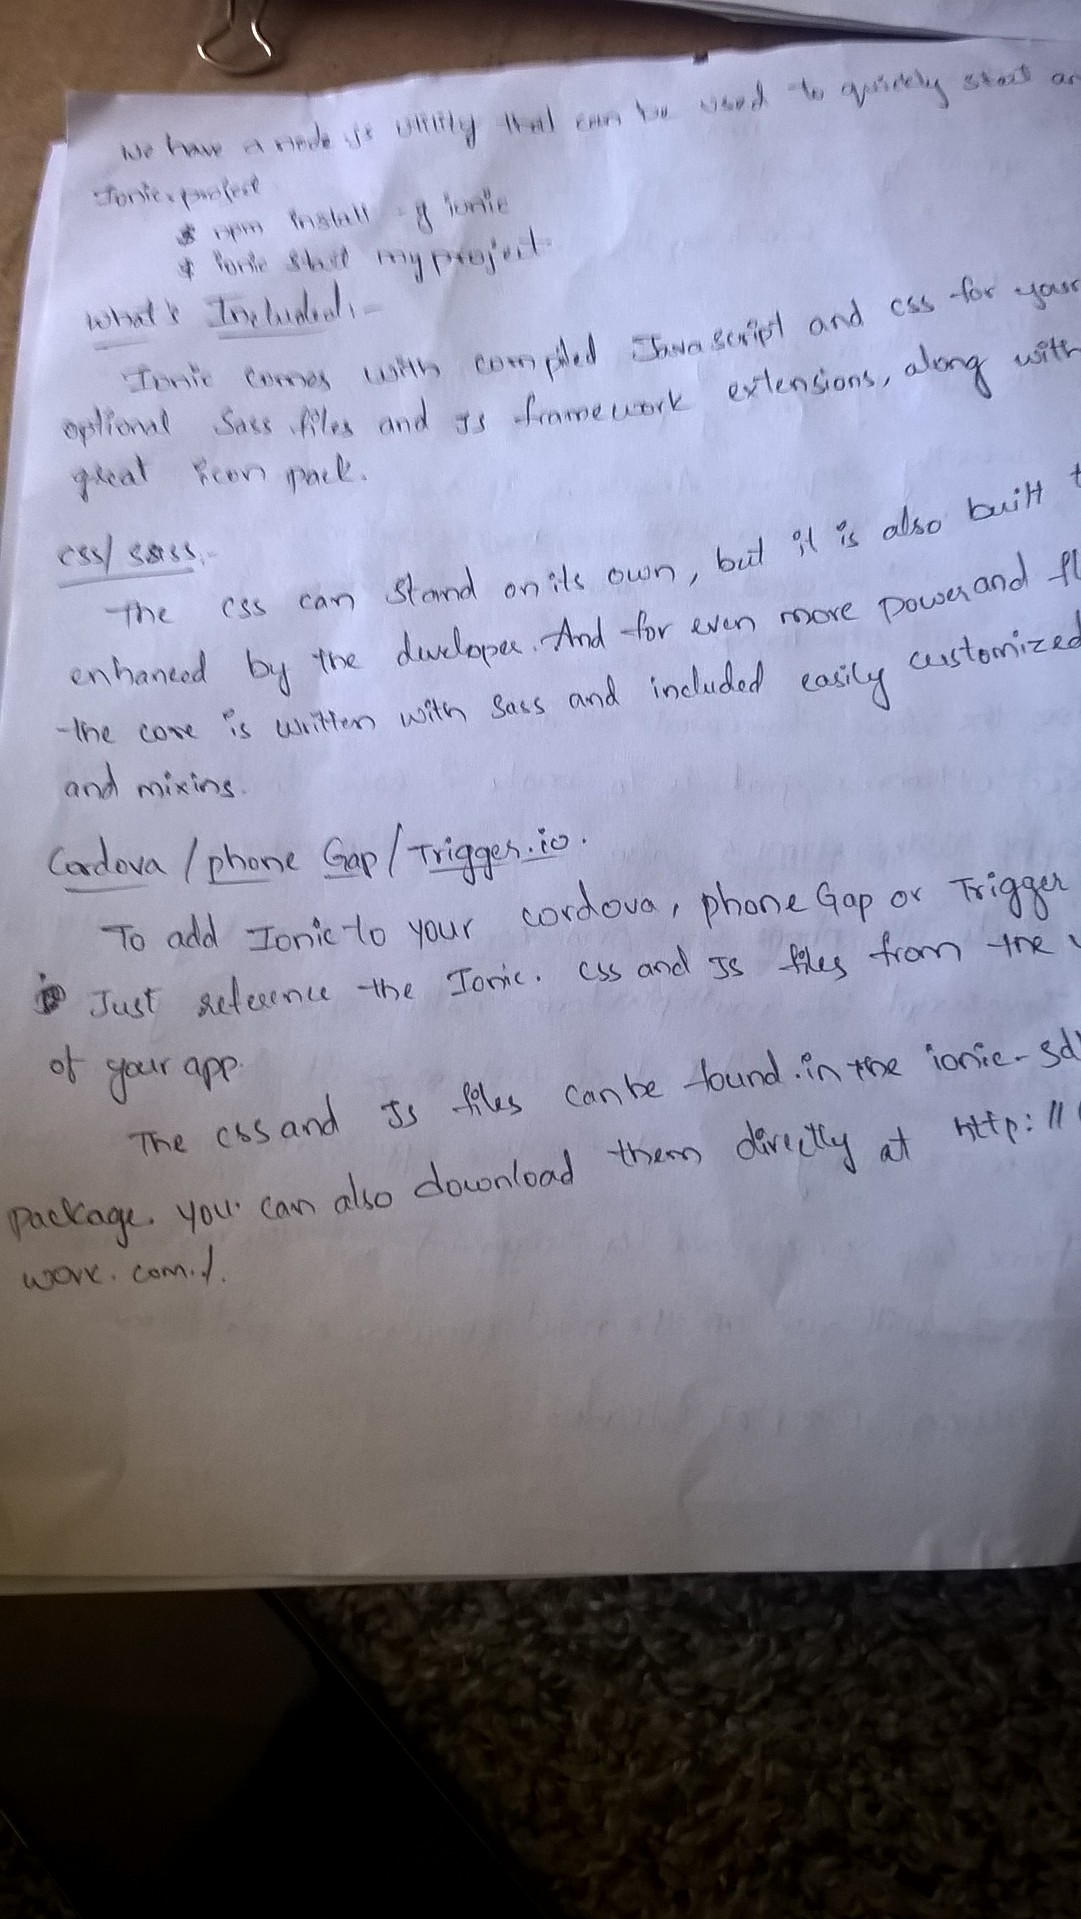 We have a node js utility that can be used to quickly start an
Ionic project
$ npm install -g ionic
$ ionic start myproject
What's Included:-
Ionic comes with compiled Javascript and css for your
optional Sass files and Js framework extensions, along with
great icon pack.
css/sass:-
The css can stand on its own, but it is also built t
enhanced by the developer. And for even more power and fl
the core is written with Sass and included easily customized
and mixins.
Cordova / phone Gap / Trigger.io.
To add Ionic to your cordova, phone Gap or Trigger
Just reference the Ionic. css and Js files from the
of your app.
The css and Js files can be found in the ionic-sd
package. you can also download them directly at http://
work.com/.